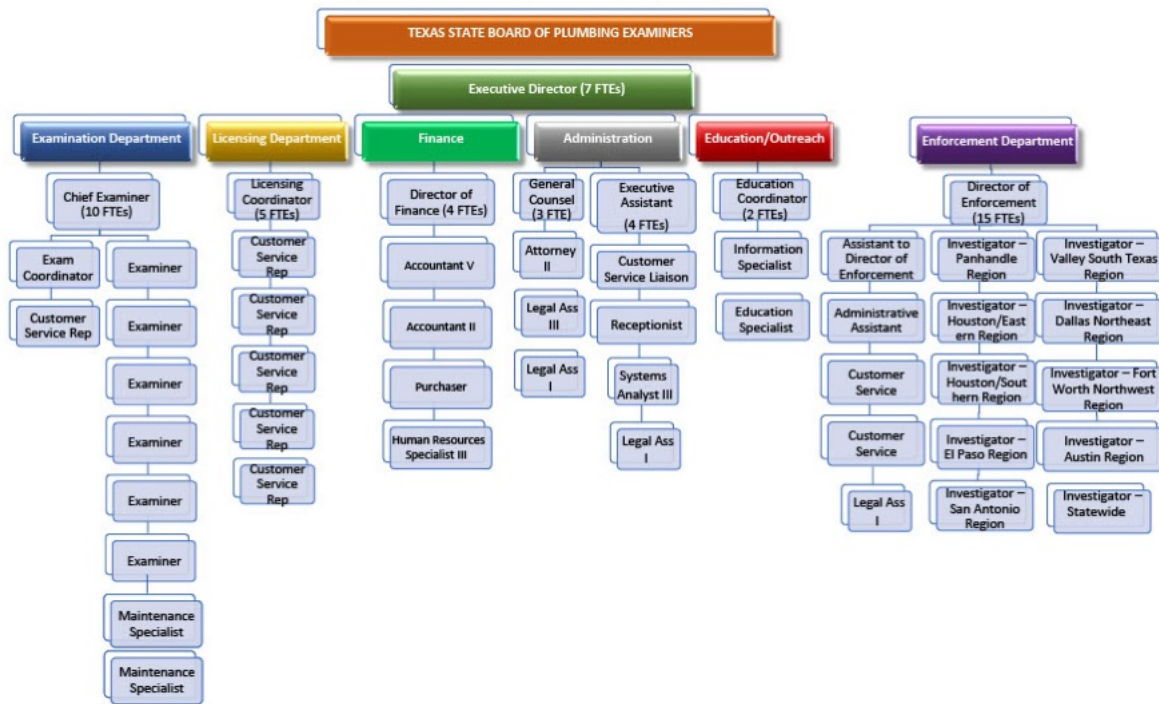 TEXAS STATE BOARD OF PLUMBING EXAMINERS
Executive Director (7 FTEs)
Examination Department
Chief Examiner
(10 FTEs)
Exam
Coordinator
Customer
Service Rep
Examiner
Examiner
Examiner
Examiner
Examiner
Examiner
Maintenance
Specialist
Maintenance
Specialist
Licensing Department
Licensing
Coordinator
(5 FTEs)
Customer
Service
Rep
Customer
Service
Rep
Customer
Service
Rep
Customer
Service
Rep
Customer
Service
Rep
Finance
Director of
Finance (4 FTEs)
Accountant V
Accountant II
Purchaser
Human Resources
Specialist III
Administration
General
Counsel
(3 FTE)
Attorney
II
Legal Ass
III
Legal Ass
I
Executive
Assistant
(4 FTEs)
Customer
Service Liaison
Receptionist
Systems
Analyst III
Legal Ass
I
Education/Outreach
Education
Coordinator
(2 FTEs)
Information
Specialist
Education
Specialist
Enforcement Department
Director of
Enforcement
(15 FTEs)
Assistant to
Director of
Enforcement
Administrative
Assistant
Customer
Service
Customer
Service
Legal Ass
I
Investigator –
Panhandle
Region
Investigator –
Houston/East
ern Region
Investigator –
Houston/Sout
hern Region
Investigator –
El Paso Region
Investigator –
San Antonio
Region
Investigator –
Valley South Texas
Region
Investigator –
Dallas Northeast
Region
Investigator – Fort
Worth Northwest
Region
Investigator –
Austin Region
Investigator –
Statewide